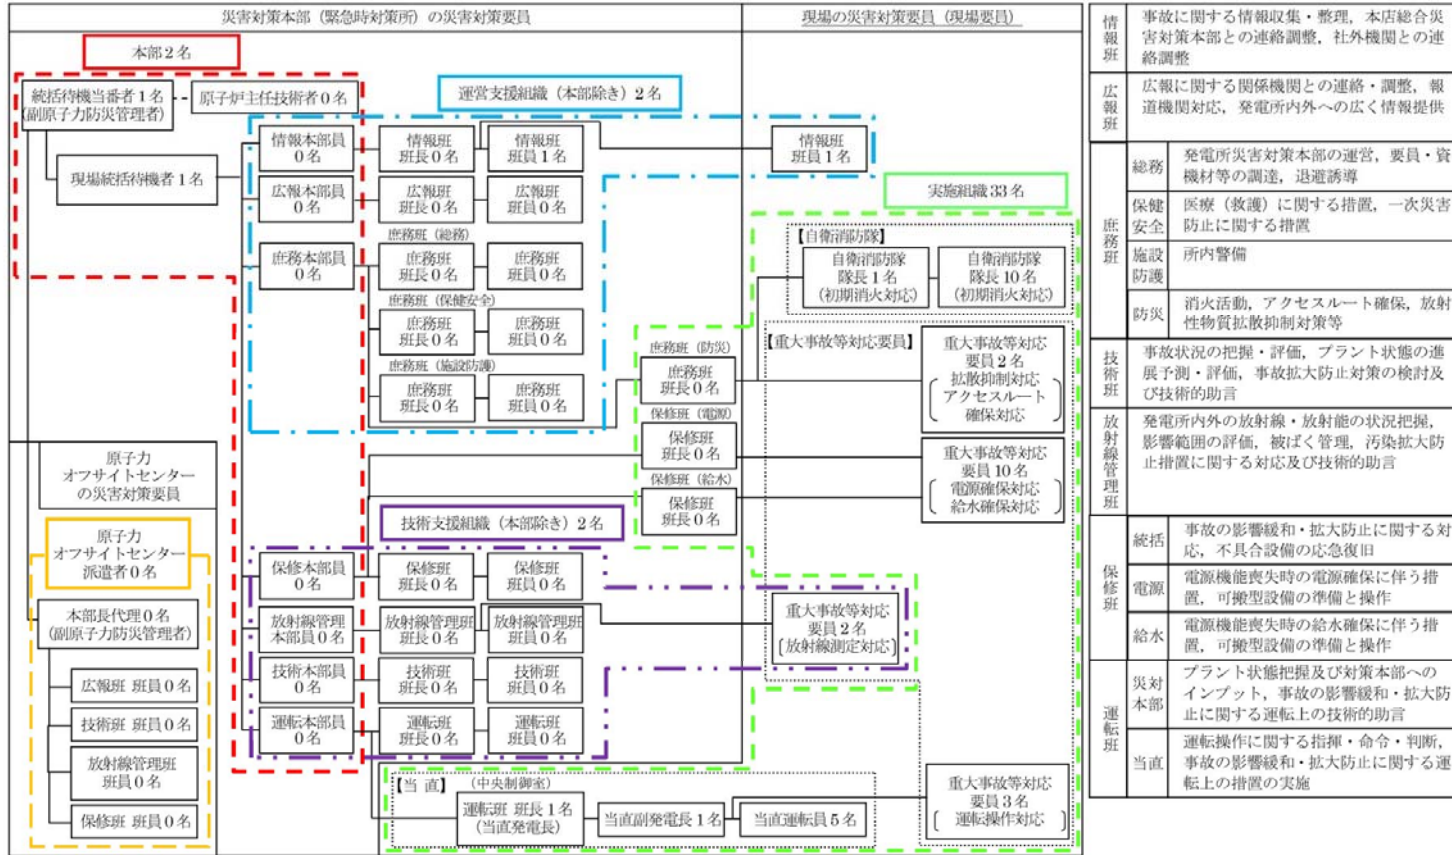 災害対策本部（緊急時対策所）の災害対策要員
現場の災害対策要員（現場要員）
本部２名
統括待機当番者１名
(副原子力防災管理者)
原子炉主任技術者０名
現場統括待機者１名
運営支援組織（本部除き）２名
情報本部員
０名
情報班
班長０名
情報班
班員１名
情報班
班員１名
広報本部員
０名
広報班
班長０名
広報班
班員０名
庶務班（総務）
庶務本部員
０名
庶務班
班長０名
庶務班
班員０名
庶務班（保健安全）
庶務班
班長０名
庶務班
班員０名
庶務班（施設防護）
庶務班
班長０名
庶務班
班員０名
実施組織33名
【自衛消防隊】
自衛消防隊
隊長１名
(初期消火対応)
自衛消防隊
隊長10名
(初期消火対応)
【重大事故等対応要員】
庶務班（防災）
庶務班
班長０名
重大事故等対応
要員２名
拡散抑制対応
アクセスルート
確保対応
保修班（電源）
保修班
班長０名
保修班（給水）
保修班
班長０名
重大事故等対応
要員10名
電源確保対応
給水確保対応
原子力
オフサイトセンター
の災害対策要員
原子力
オフサイトセンター
派遣者０名
本部長代理０名
(副原子力防災管理者)
広報班 班員０名
技術班 班員０名
放射線管理班
班員０名
保修班 班員０名
技術支援組織（本部除き）２名
保修本部員
０名
保修班
班長０名
保修班
班員０名
放射線管理
本部員０名
放射線管理班
班長０名
放射線管理班
班員０名
重大事故等対応
要員２名
〔放射線測定対応〕
技術本部員
０名
技術班
班長０名
技術班
班員０名
運転本部員
０名
運転班
班長０名
運転班
班員０名
【当 直】
（中央制御室）
運転班 班長１名
(当直発電長)
当直副発電長１名
当直運転員５名
重大事故等対応
要員３名
〔運転操作対応〕
情報班
事故に関する情報収集・整理，本店総合災
害対策本部との連絡調整，社外機関との連
絡調整
広報班
広報に関する関係機関との連絡・調整，報
道機関対応，発電所内外への広く情報提供
庶務班
総務
発電所災害対策本部の運営，要員・資
機材等の調達，退避誘導
保健
安全
医療（救護）に関する措置，一次災害
防止に関する措置
施設
防護
所内警備
防災
消火活動，アクセスルート確保，放射
性物質拡散抑制対策等
技術班
事故状況の把握・評価，プラント状態の進
展予測・評価，事故拡大防止対策の検討及
び技術的助言
放射線管理班
発電所内外の放射線・放射能の状況把握，
影響範囲の評価，被ばく管理，汚染拡大防
止措置に関する対応及び技術的助言
保修班
統括
事故の影響緩和・拡大防止に関する対
応，不具合設備の応急復旧
電源
電源機能喪失時の電源確保に伴う措
置，可搬型設備の準備と操作
給水
電源機能喪失時の給水確保に伴う措
置，可搬型設備の準備と操作
運転班
災対
本部
プラント状態把握及び対策本部への
インプット，事故の影響緩和・拡大防
止に関する運転上の技術的助言
当直
運転操作に関する指揮・命令・判断，
事故の影響緩和・拡大防止に関する運
転上の措置の実施